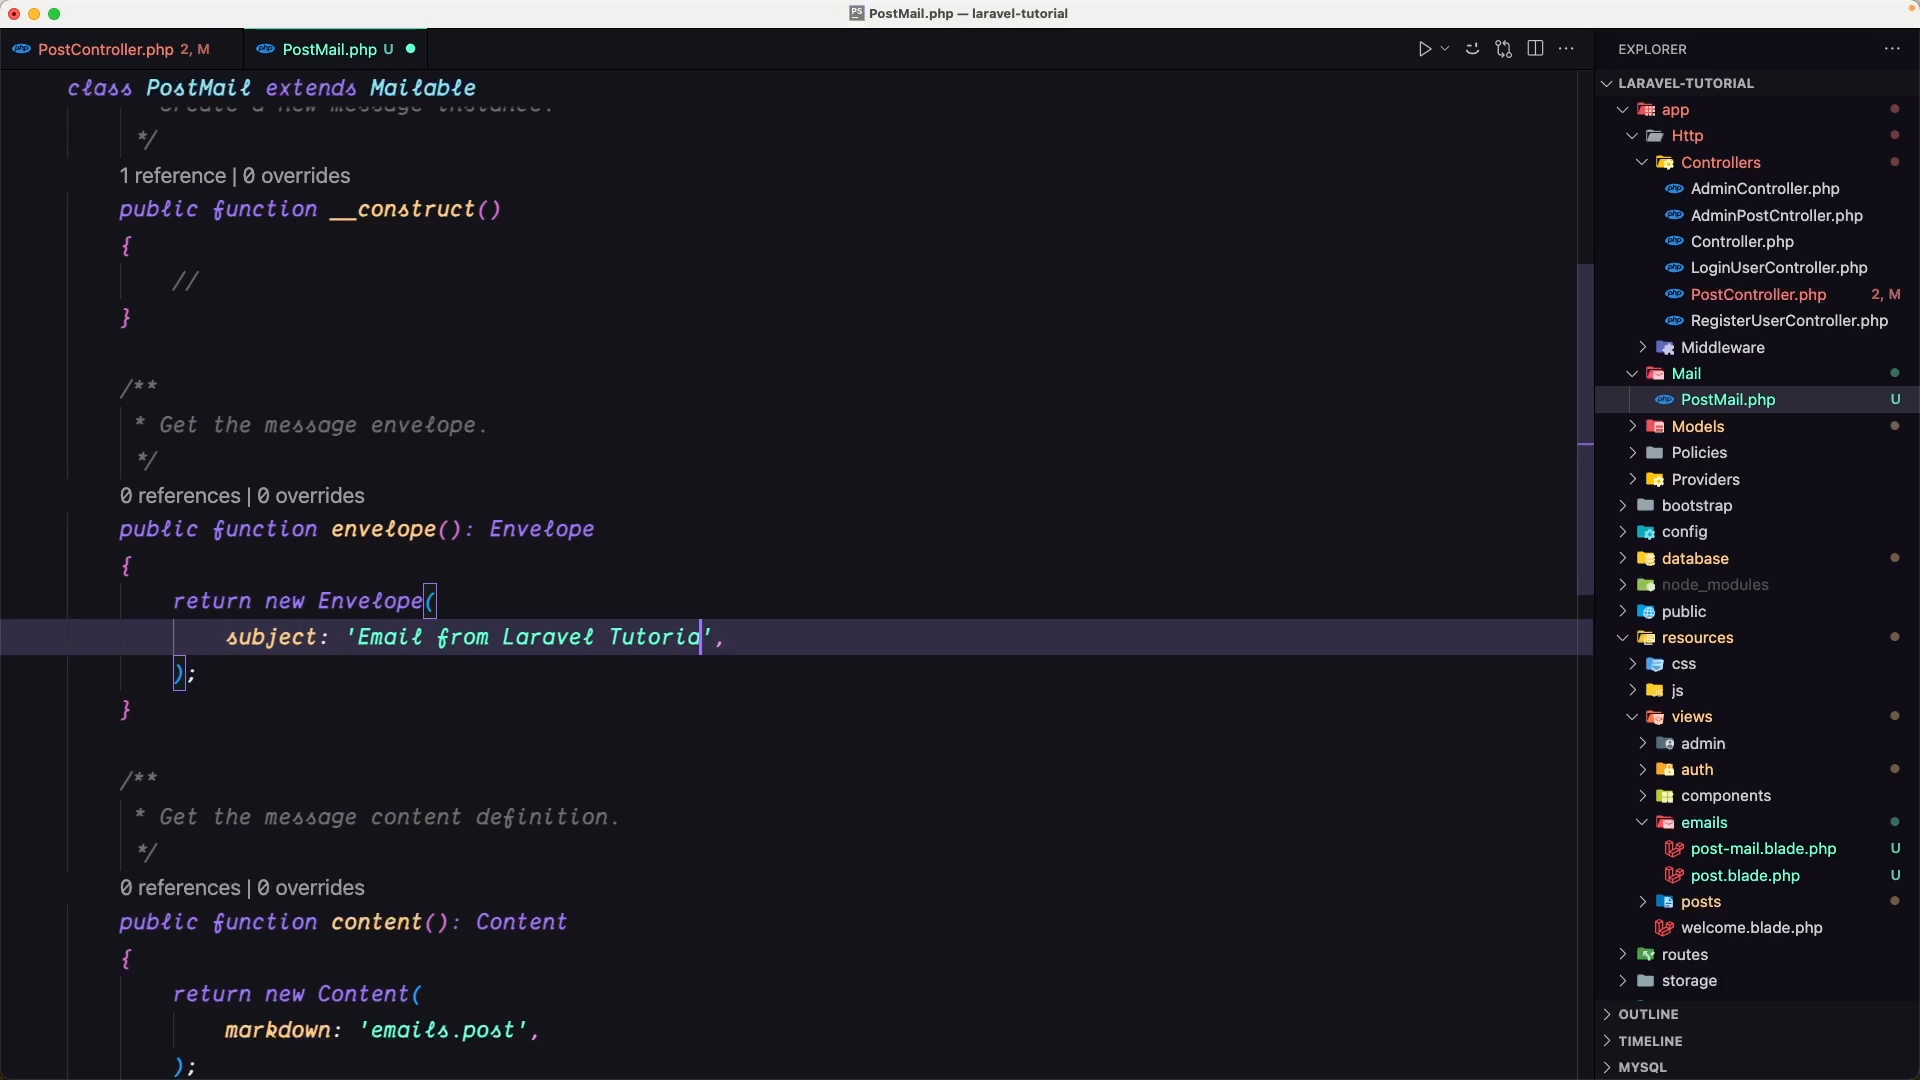 PostMail.php — laravel-tutorial
PostController.php 2, M
PostMail.php U
class PostMail extends Mailable
Create a new message instance.
*/
1 reference | 0 overrides
public function __construct()
{
//
}
/**
* Get the message envelope.
*/
0 references | 0 overrides
public function envelope(): Envelope
{
return new Envelope(
subject: 'Email from Laravel Tutoria',
);
}
/**
* Get the message content definition.
*/
0 references | 0 overrides
public function content(): Content
{
return new Content(
markdown: 'emails.post',
);
EXPLORER
LARAVEL-TUTORIAL
app
Http
Controllers
AdminController.php
AdminPostCntroller.php
Controller.php
LoginUserController.php
PostController.php 2, M
RegisterUserController.php
Middleware
Mail
PostMail.php U
Models
Policies
Providers
bootstrap
config
database
node_modules
public
resources
css
js
views
admin
auth
components
emails
post-mail.blade.php U
post.blade.php U
posts
welcome.blade.php
routes
storage
OUTLINE
TIMELINE
MYSQL